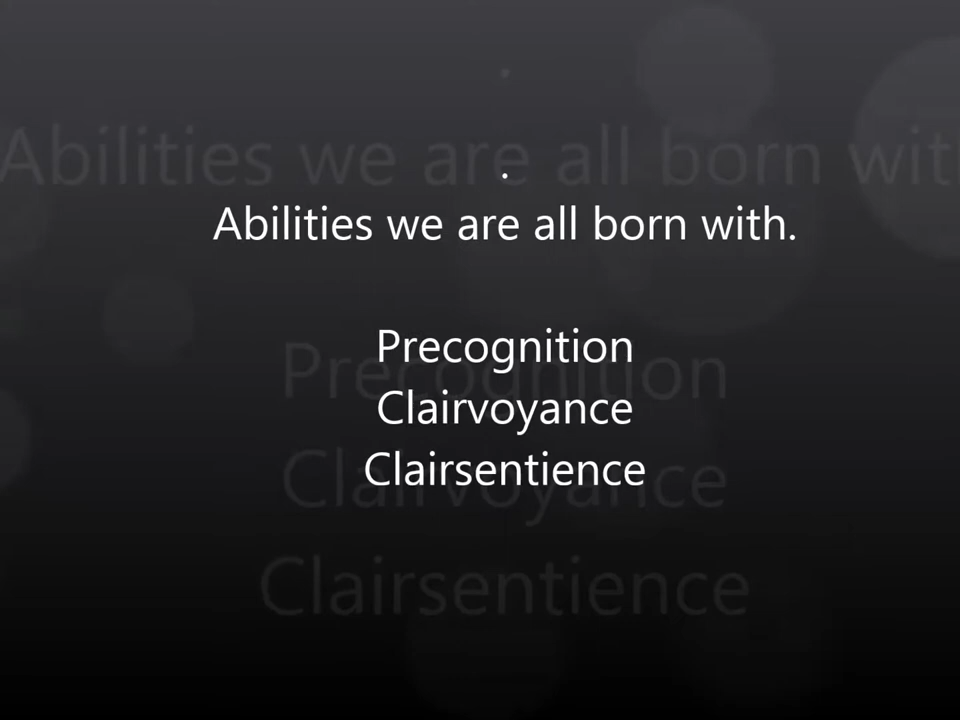 .
Abilities we are all born with.
Precognition
Clairvoyance
Clairsentience